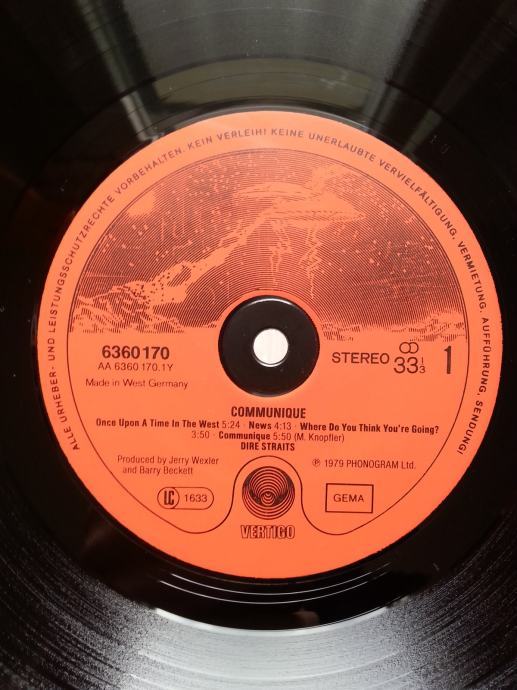 ALLE URHEBER- UND LEISTUNGSSCHUTZRECHTE VORBEHALTEN. KEIN VERLEIH! KEINE UNERLAUBTE VERVIELFÄLTIGUNG, VERMIETUNG, AUFFÜHRUNG, SENDUNG!
6360170
AA 6360 170.1Y
Made in West Germany
STEREO 33 1/3 1
COMMUNIQUE
Once Upon A Time In The West 5:24 · News 4:13 · Where Do You Think You're Going?
3:50 · Communique 5:50 (M. Knopfler)
DIRE STRAITS
Produced by Jerry Wexler
and Barry Beckett
℗ 1979 PHONOGRAM Ltd.
LC 1633
GEMA
VERTIGO